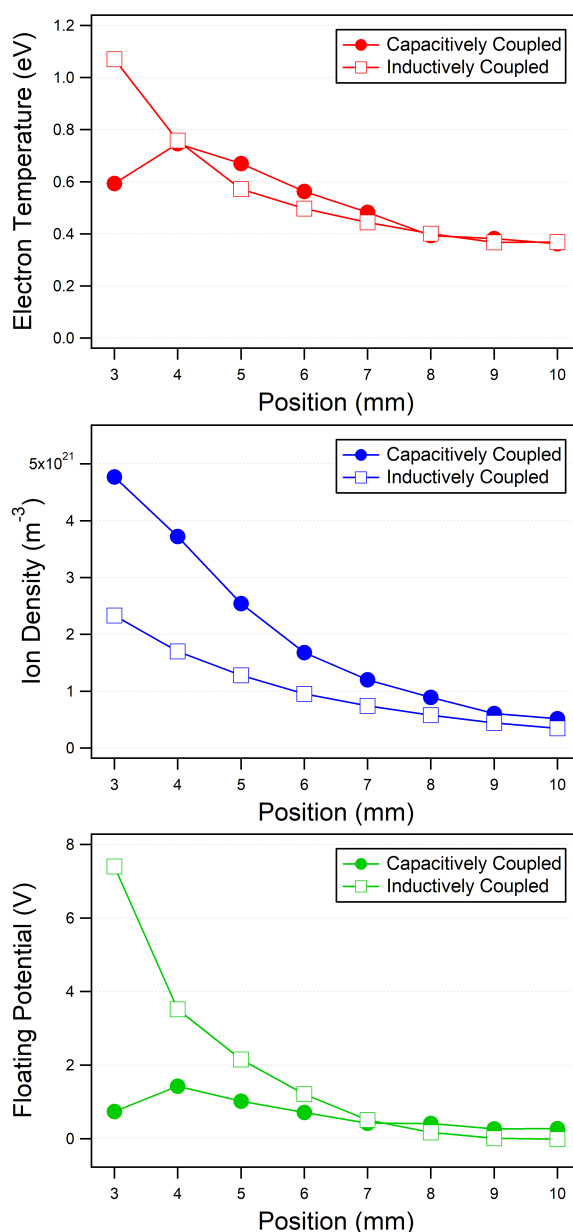 1.2
1.0
0.8
0.6
0.4
0.2
0.0
Electron Temperature (eV)
Capacitively Coupled
Inductively Coupled
3 4 5 6 7 8 9 10
Position (mm)
5x10²¹
4
3
2
1
0
Ion Density (m⁻³)
Capacitively Coupled
Inductively Coupled
3 4 5 6 7 8 9 10
Position (mm)
8
6
4
2
0
Floating Potential (V)
Capacitively Coupled
Inductively Coupled
3 4 5 6 7 8 9 10
Position (mm)